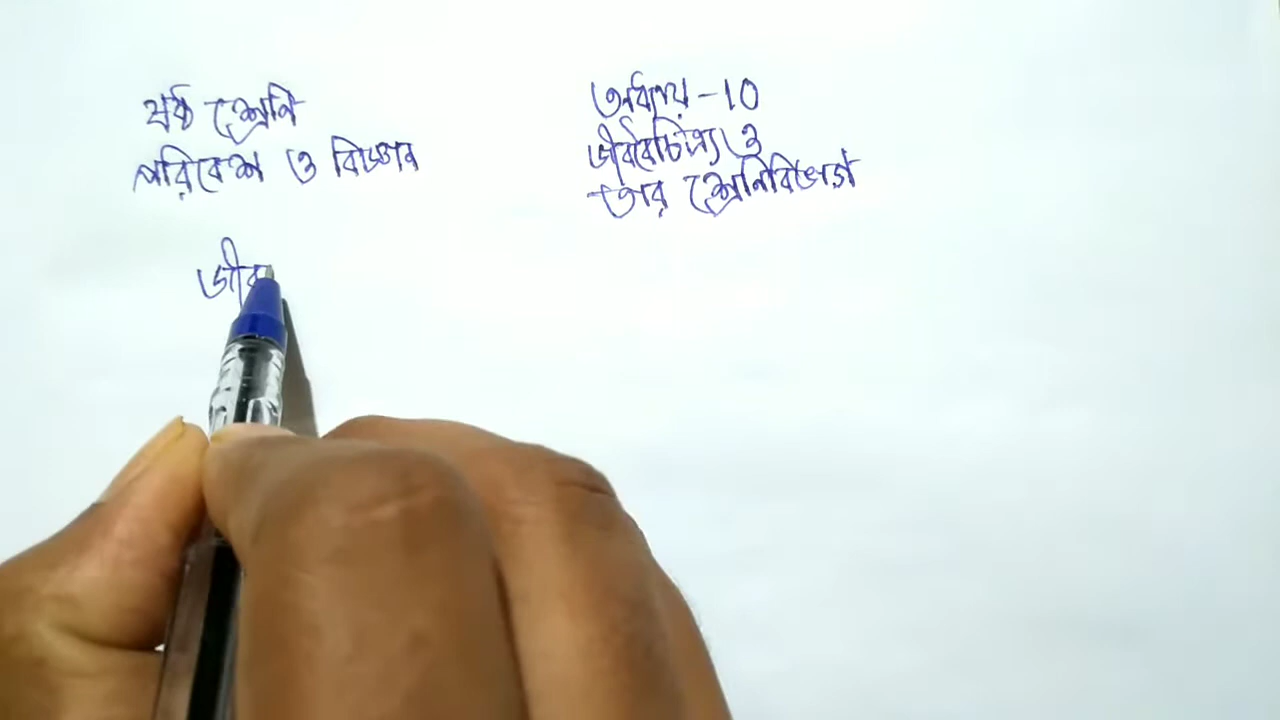 ষষ্ঠ শ্রেণি
পরিবেশ ও বিজ্ঞান
অধ্যায় -10
জীববৈচিত্র্য ও
তার শ্রেণিবিভাগ
জীব